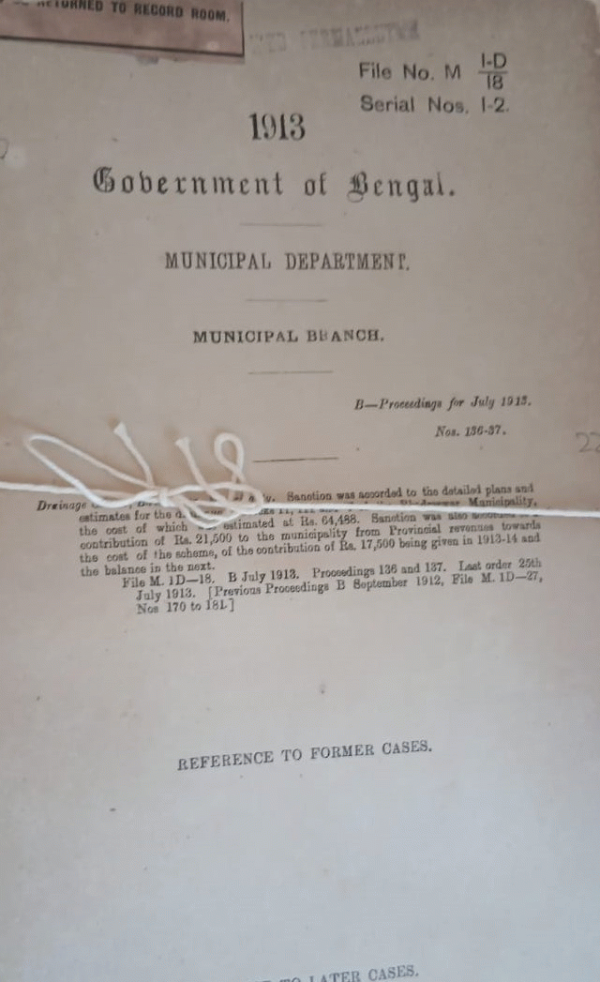 RETURNED TO RECORD ROOM.
File No. M I-D/18
Serial Nos. 1-2.
1913
Government of Bengal.
MUNICIPAL DEPARTMENT.
MUNICIPAL BRANCH.
B—Proceedings for July 1913.
Nos. 136-37.
Drainage Sanction was accorded to the detailed plans and
estimates for the Municipality,
the cost of which estimated at Rs. 64,488. Sanction was also
contribution of Rs. 21,500 to the municipality from Provincial revenues towards
the cost of the scheme, of the contribution of Rs. 17,500 being given in 1913-14 and
the balance in the next.
File M. 1D—18. B July 1913. Proceedings 136 and 137. Last order 25th
July 1913. [Previous Proceedings B September 1912, File M. 1D—27,
Nos 170 to 181.]
REFERENCE TO FORMER CASES.
TO LATER CASES.